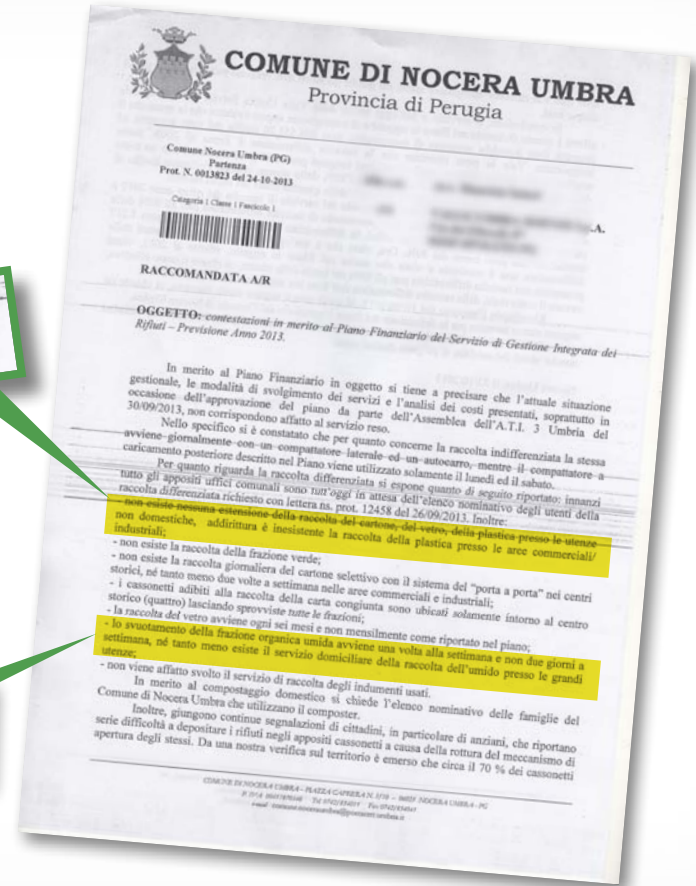 COMUNE DI NOCERA UMBRA
Provincia di Perugia
Comune Nocera Umbra (PG)
Partenza
Prot. N. 0013823 del 24-10-2013
Categoria 1 Classe 1 Fascicolo 1
.A.
RACCOMANDATA A/R
OGGETTO: contestazioni in merito al Piano Finanziario del Servizio di Gestione Integrata dei
Rifiuti – Previsione Anno 2013.
In merito al Piano Finanziario in oggetto si tiene a precisare che l'attuale situazione
gestionale, le modalità di svolgimento dei servizi e l'analisi dei costi presentati, soprattutto in
occasione dell'approvazione del piano da parte dell'Assemblea dell'A.T.I. 3 Umbria del
30/09/2013, non corrispondono affatto al servizio reso.
Nello specifico si è constatato che per quanto concerne la raccolta indifferenziata la stessa
avviene giornalmente con un compattatore laterale ed un autocarro, mentre il compattatore a
caricamento posteriore descritto nel Piano viene utilizzato solamente il lunedì ed il sabato.
Per quanto riguarda la raccolta differenziata si espone quanto di seguito riportato: innanzi
tutto gli appositi uffici comunali sono tutt'oggi in attesa dell'elenco nominativo degli utenti della
raccolta differenziata richiesto con lettera ns. prot. 12458 del 26/09/2013. Inoltre:
- non esiste nessuna estensione della raccolta del cartone, del vetro, della plastica presso le utenze
non domestiche, addirittura è inesistente la raccolta della plastica presso le aree commerciali/
industriali;
- non esiste la raccolta della frazione verde;
- non esiste la raccolta giornaliera del cartone selettivo con il sistema del "porta a porta" nei centri
storici, né tanto meno due volte a settimana nelle aree commerciali e industriali;
- i cassonetti adibiti alla raccolta della carta congiunta sono ubicati solamente intorno al centro
storico (quattro) lasciando sprovviste tutte le frazioni;
- la raccolta del vetro avviene ogni sei mesi e non mensilmente come riportato nel piano;
- lo svuotamento della frazione organica umida avviene una volta alla settimana e non due giorni a
settimana, né tanto meno esiste il servizio domiciliare della raccolta dell'umido presso le grandi
utenze;
- non viene affatto svolto il servizio di raccolta degli indumenti usati.
In merito al compostaggio domestico si chiede l'elenco nominativo delle famiglie del
Comune di Nocera Umbra che utilizzano il composter.
Inoltre, giungono continue segnalazioni di cittadini, in particolare di anziani, che riportano
serie difficoltà a depositare i rifiuti negli appositi cassonetti a causa della rottura del meccanismo di
apertura degli stessi. Da una nostra verifica sul territorio è emerso che circa il 70 % dei cassonetti
COMUNE DI NOCERA UMBRA - PIAZZA CAPRERA N. - NOCERA UMBRA - PG